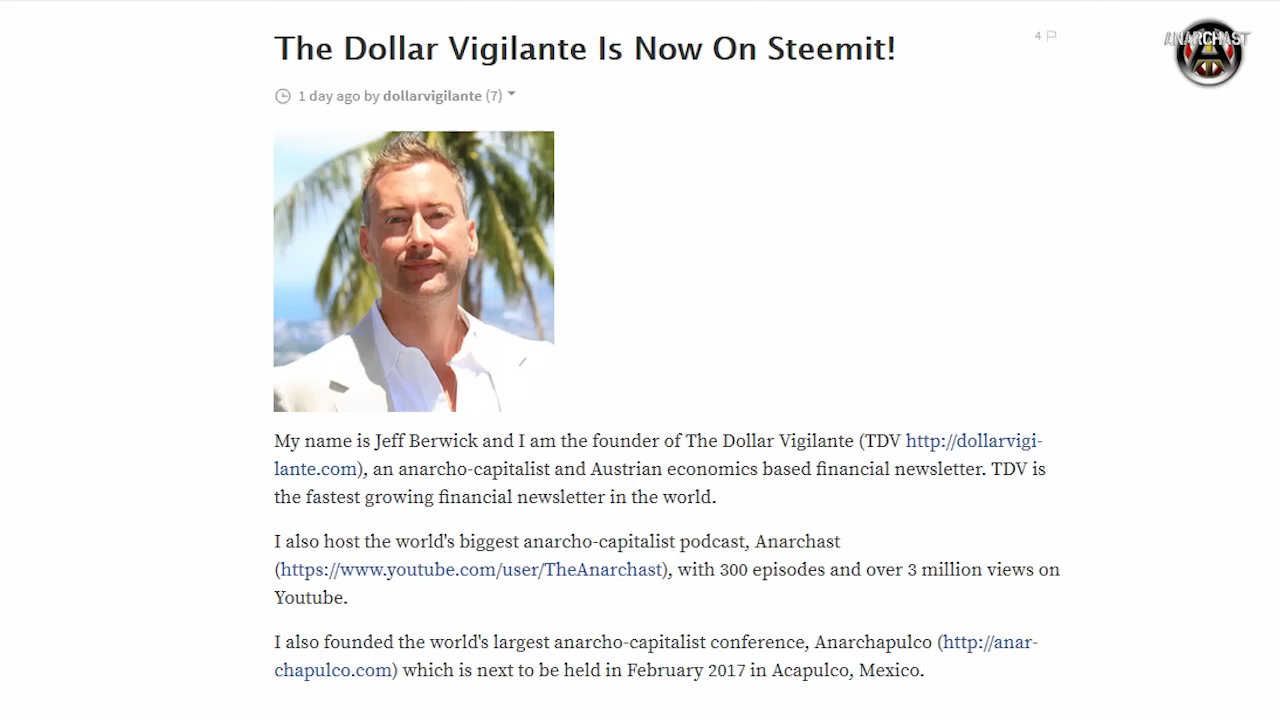 The Dollar Vigilante Is Now On Steemit!
4
ANARCHAST
1 day ago by dollarvigilante (7)
My name is Jeff Berwick and I am the founder of The Dollar Vigilante (TDV http://dollarvigi-
lante.com), an anarcho-capitalist and Austrian economics based financial newsletter. TDV is
the fastest growing financial newsletter in the world.
I also host the world's biggest anarcho-capitalist podcast, Anarchast
(https://www.youtube.com/user/TheAnarchast), with 300 episodes and over 3 million views on
Youtube.
I also founded the world's largest anarcho-capitalist conference, Anarchapulco (http://anar-
chapulco.com) which is next to be held in February 2017 in Acapulco, Mexico.